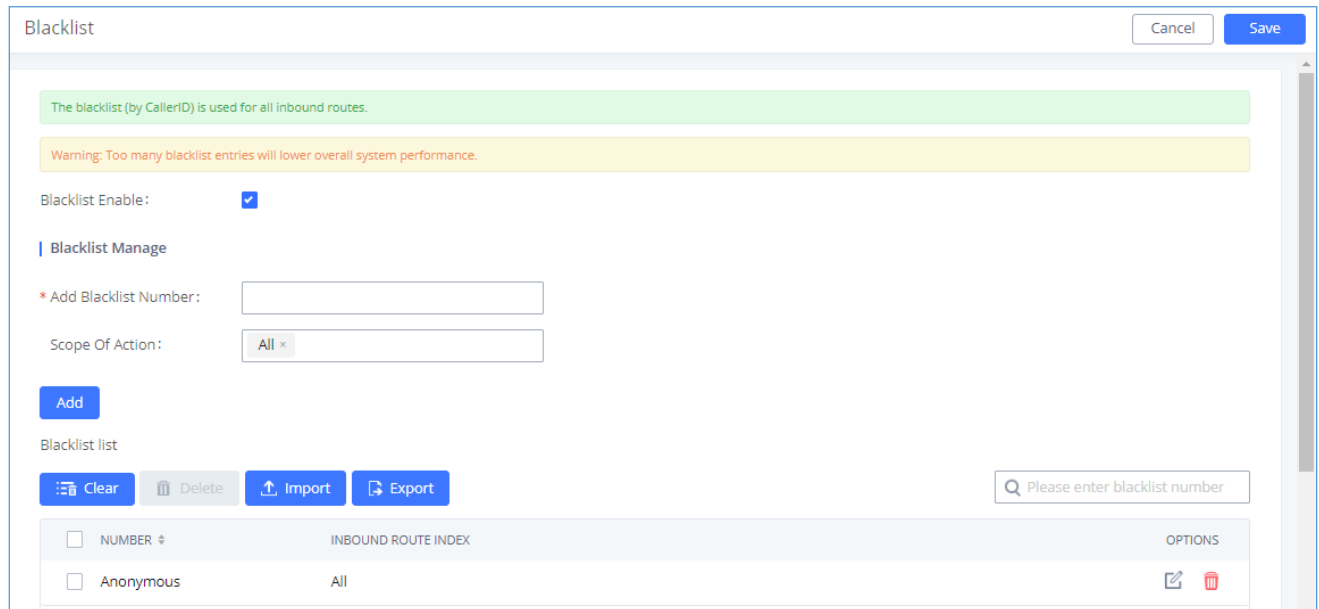 Blacklist
Cancel
Save
The blacklist (by CallerID) is used for all inbound routes.
Warning: Too many blacklist entries will lower overall system performance.
Blacklist Enable:
Blacklist Manage
* Add Blacklist Number:
Scope Of Action:
All ×
Add
Blacklist list
Clear
Delete
Import
Export
Please enter blacklist number
NUMBER
INBOUND ROUTE INDEX
OPTIONS
Anonymous
All